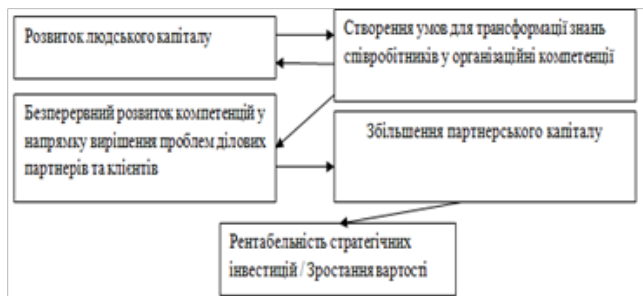 Розвиток людського капіталу
Створення умов для трансформації знань
співробітників у організаційні компетенції
Безперервний розвиток компетенцій у
напрямку вирішення проблем ділових
партнерів та клієнтів
Збільшення партнерського капіталу
Рентабельність стратегічних
інвестицій / Зростання вартості